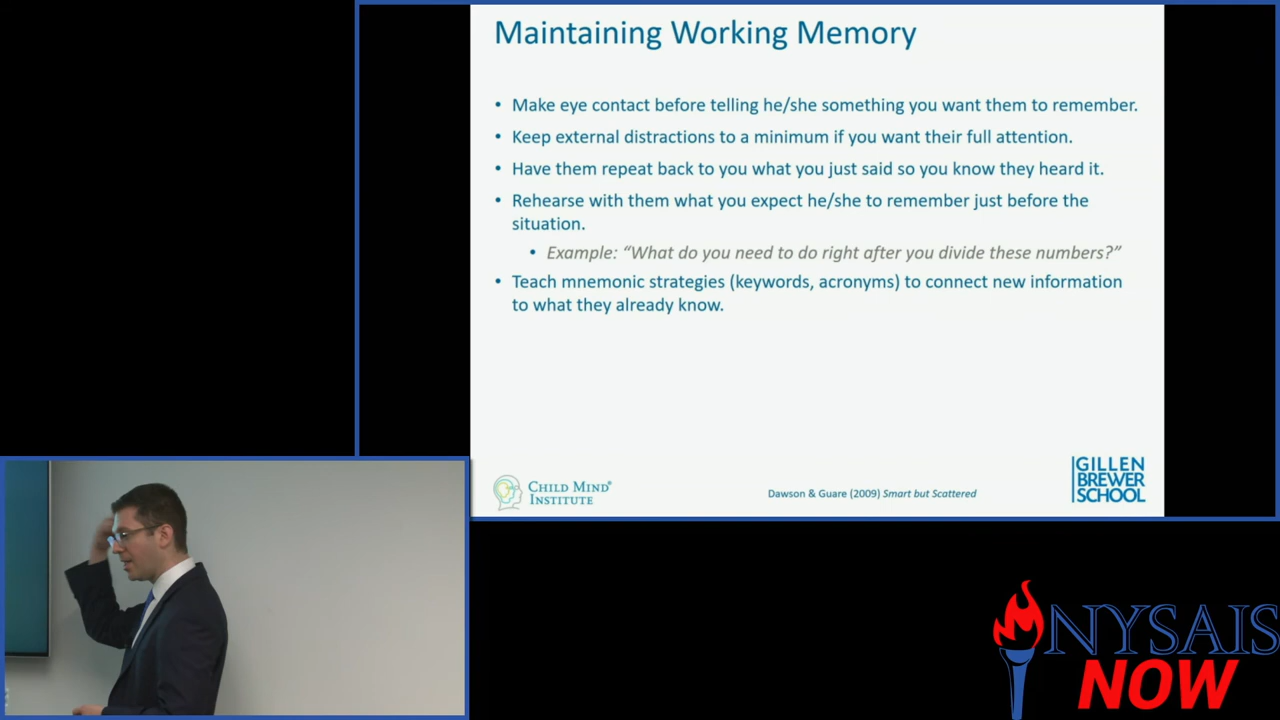 Maintaining Working Memory
• Make eye contact before telling he/she something you want them to remember.
• Keep external distractions to a minimum if you want their full attention.
• Have them repeat back to you what you just said so you know they heard it.
• Rehearse with them what you expect he/she to remember just before the
situation.
• Example: “What do you need to do right after you divide these numbers?”
• Teach mnemonic strategies (keywords, acronyms) to connect new information
to what they already know.
CHILD MIND®
INSTITUTE
Dawson & Guare (2009) Smart but Scattered
GILLEN
BREWER
SCHOOL
NYSAIS
NOW